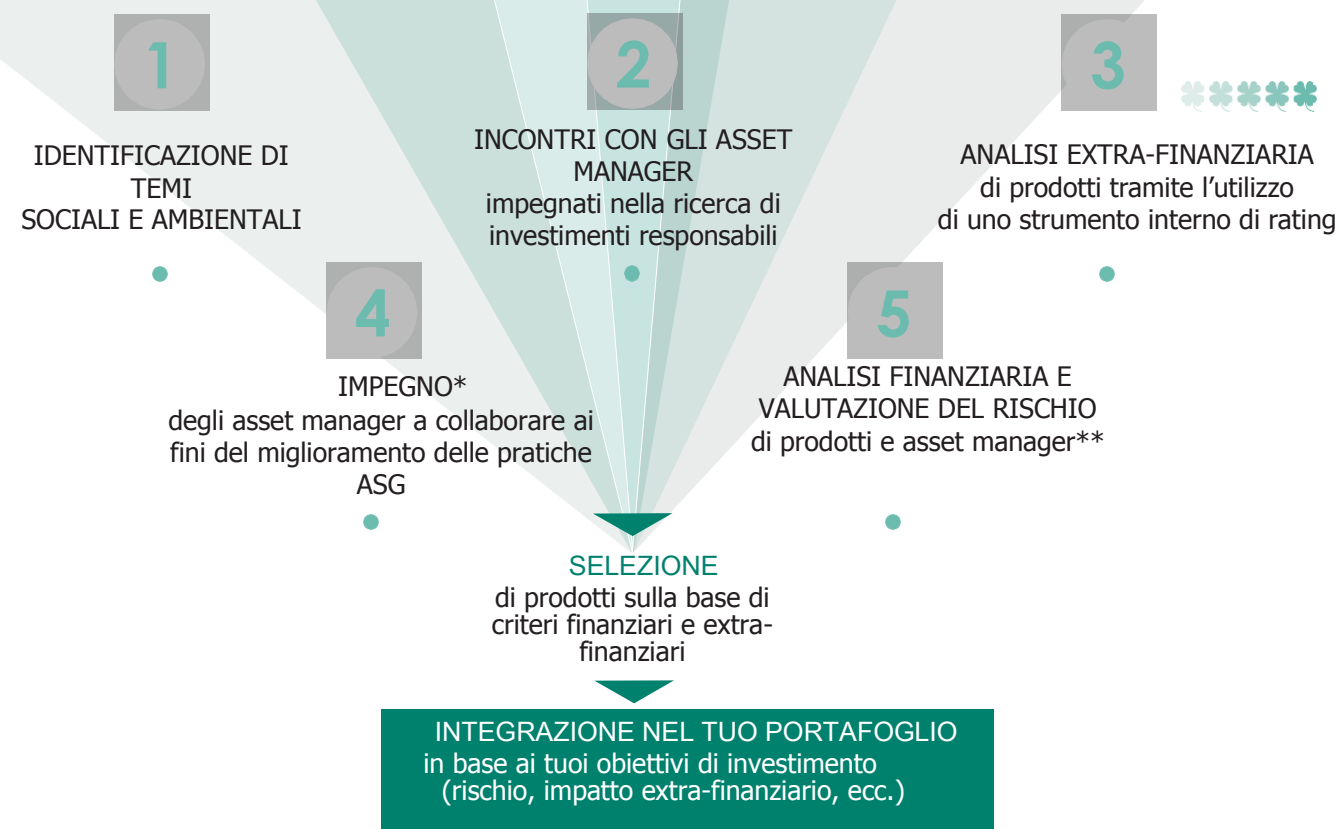 1
IDENTIFICAZIONE DI
TEMI
SOCIALI E AMBIENTALI
2
INCONTRI CON GLI ASSET
MANAGER
impegnati nella ricerca di
investimenti responsabili
3
ANALISI EXTRA-FINANZIARIA
di prodotti tramite l’utilizzo
di uno strumento interno di rating
4
IMPEGNO*
degli asset manager a collaborare ai
fini del miglioramento delle pratiche
ASG
5
ANALISI FINANZIARIA E
VALUTAZIONE DEL RISCHIO
di prodotti e asset manager**
SELEZIONE
di prodotti sulla base di
criteri finanziari e extra-
finanziari
INTEGRAZIONE NEL TUO PORTAFOGLIO
in base ai tuoi obiettivi di investimento
(rischio, impatto extra-finanziario, ecc.)